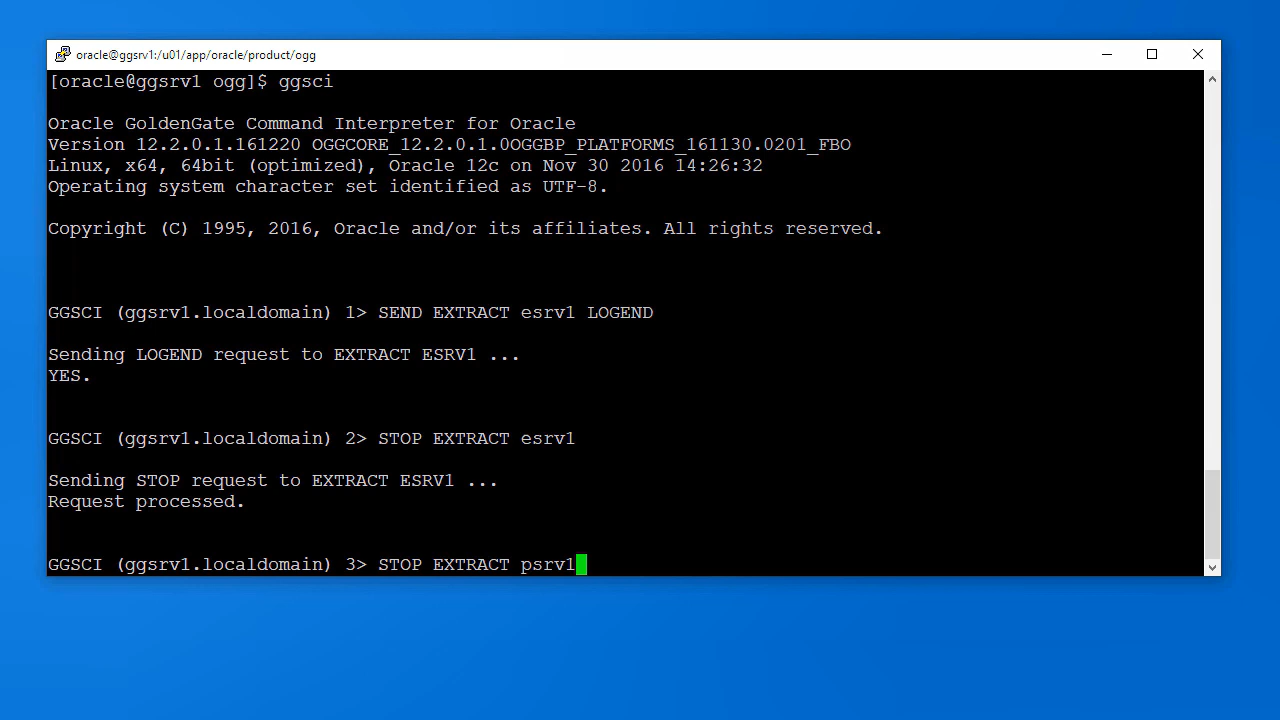 oracle@ggsrv1:/u01/app/oracle/product/ogg
[oracle@ggsrv1 ogg]$ ggsci
Oracle GoldenGate Command Interpreter for Oracle
Version 12.2.0.1.161220 OGGCORE_12.2.0.1.0OGGBP_PLATFORMS_161130.0201_FBO
Linux, x64, 64bit (optimized), Oracle 12c on Nov 30 2016 14:26:32
Operating system character set identified as UTF-8.
Copyright (C) 1995, 2016, Oracle and/or its affiliates. All rights reserved.
GGSCI (ggsrv1.localdomain) 1> SEND EXTRACT esrv1 LOGEND
Sending LOGEND request to EXTRACT ESRV1 ...
YES.
GGSCI (ggsrv1.localdomain) 2> STOP EXTRACT esrv1
Sending STOP request to EXTRACT ESRV1 ...
Request processed.
GGSCI (ggsrv1.localdomain) 3> STOP EXTRACT psrv1